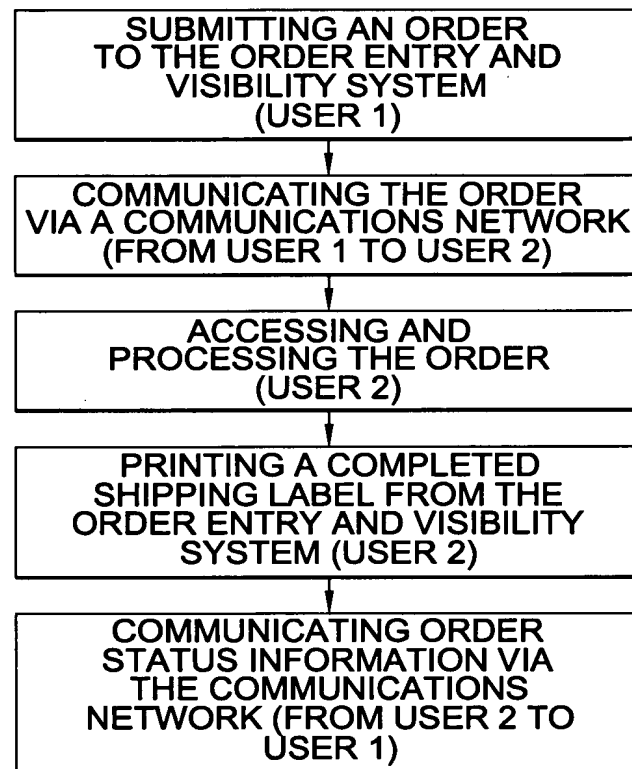 SUBMITTING AN ORDER
TO THE ORDER ENTRY AND
VISIBILITY SYSTEM
(USER 1)
COMMUNICATING THE ORDER
VIA A COMMUNICATIONS NETWORK
(FROM USER 1 TO USER 2)
ACCESSING AND
PROCESSING THE ORDER
(USER 2)
PRINTING A COMPLETED
SHIPPING LABEL FROM THE
ORDER ENTRY AND VISIBILITY
SYSTEM (USER 2)
COMMUNICATING ORDER
STATUS INFORMATION VIA
THE COMMUNICATIONS
NETWORK (FROM USER 2 TO
USER 1)